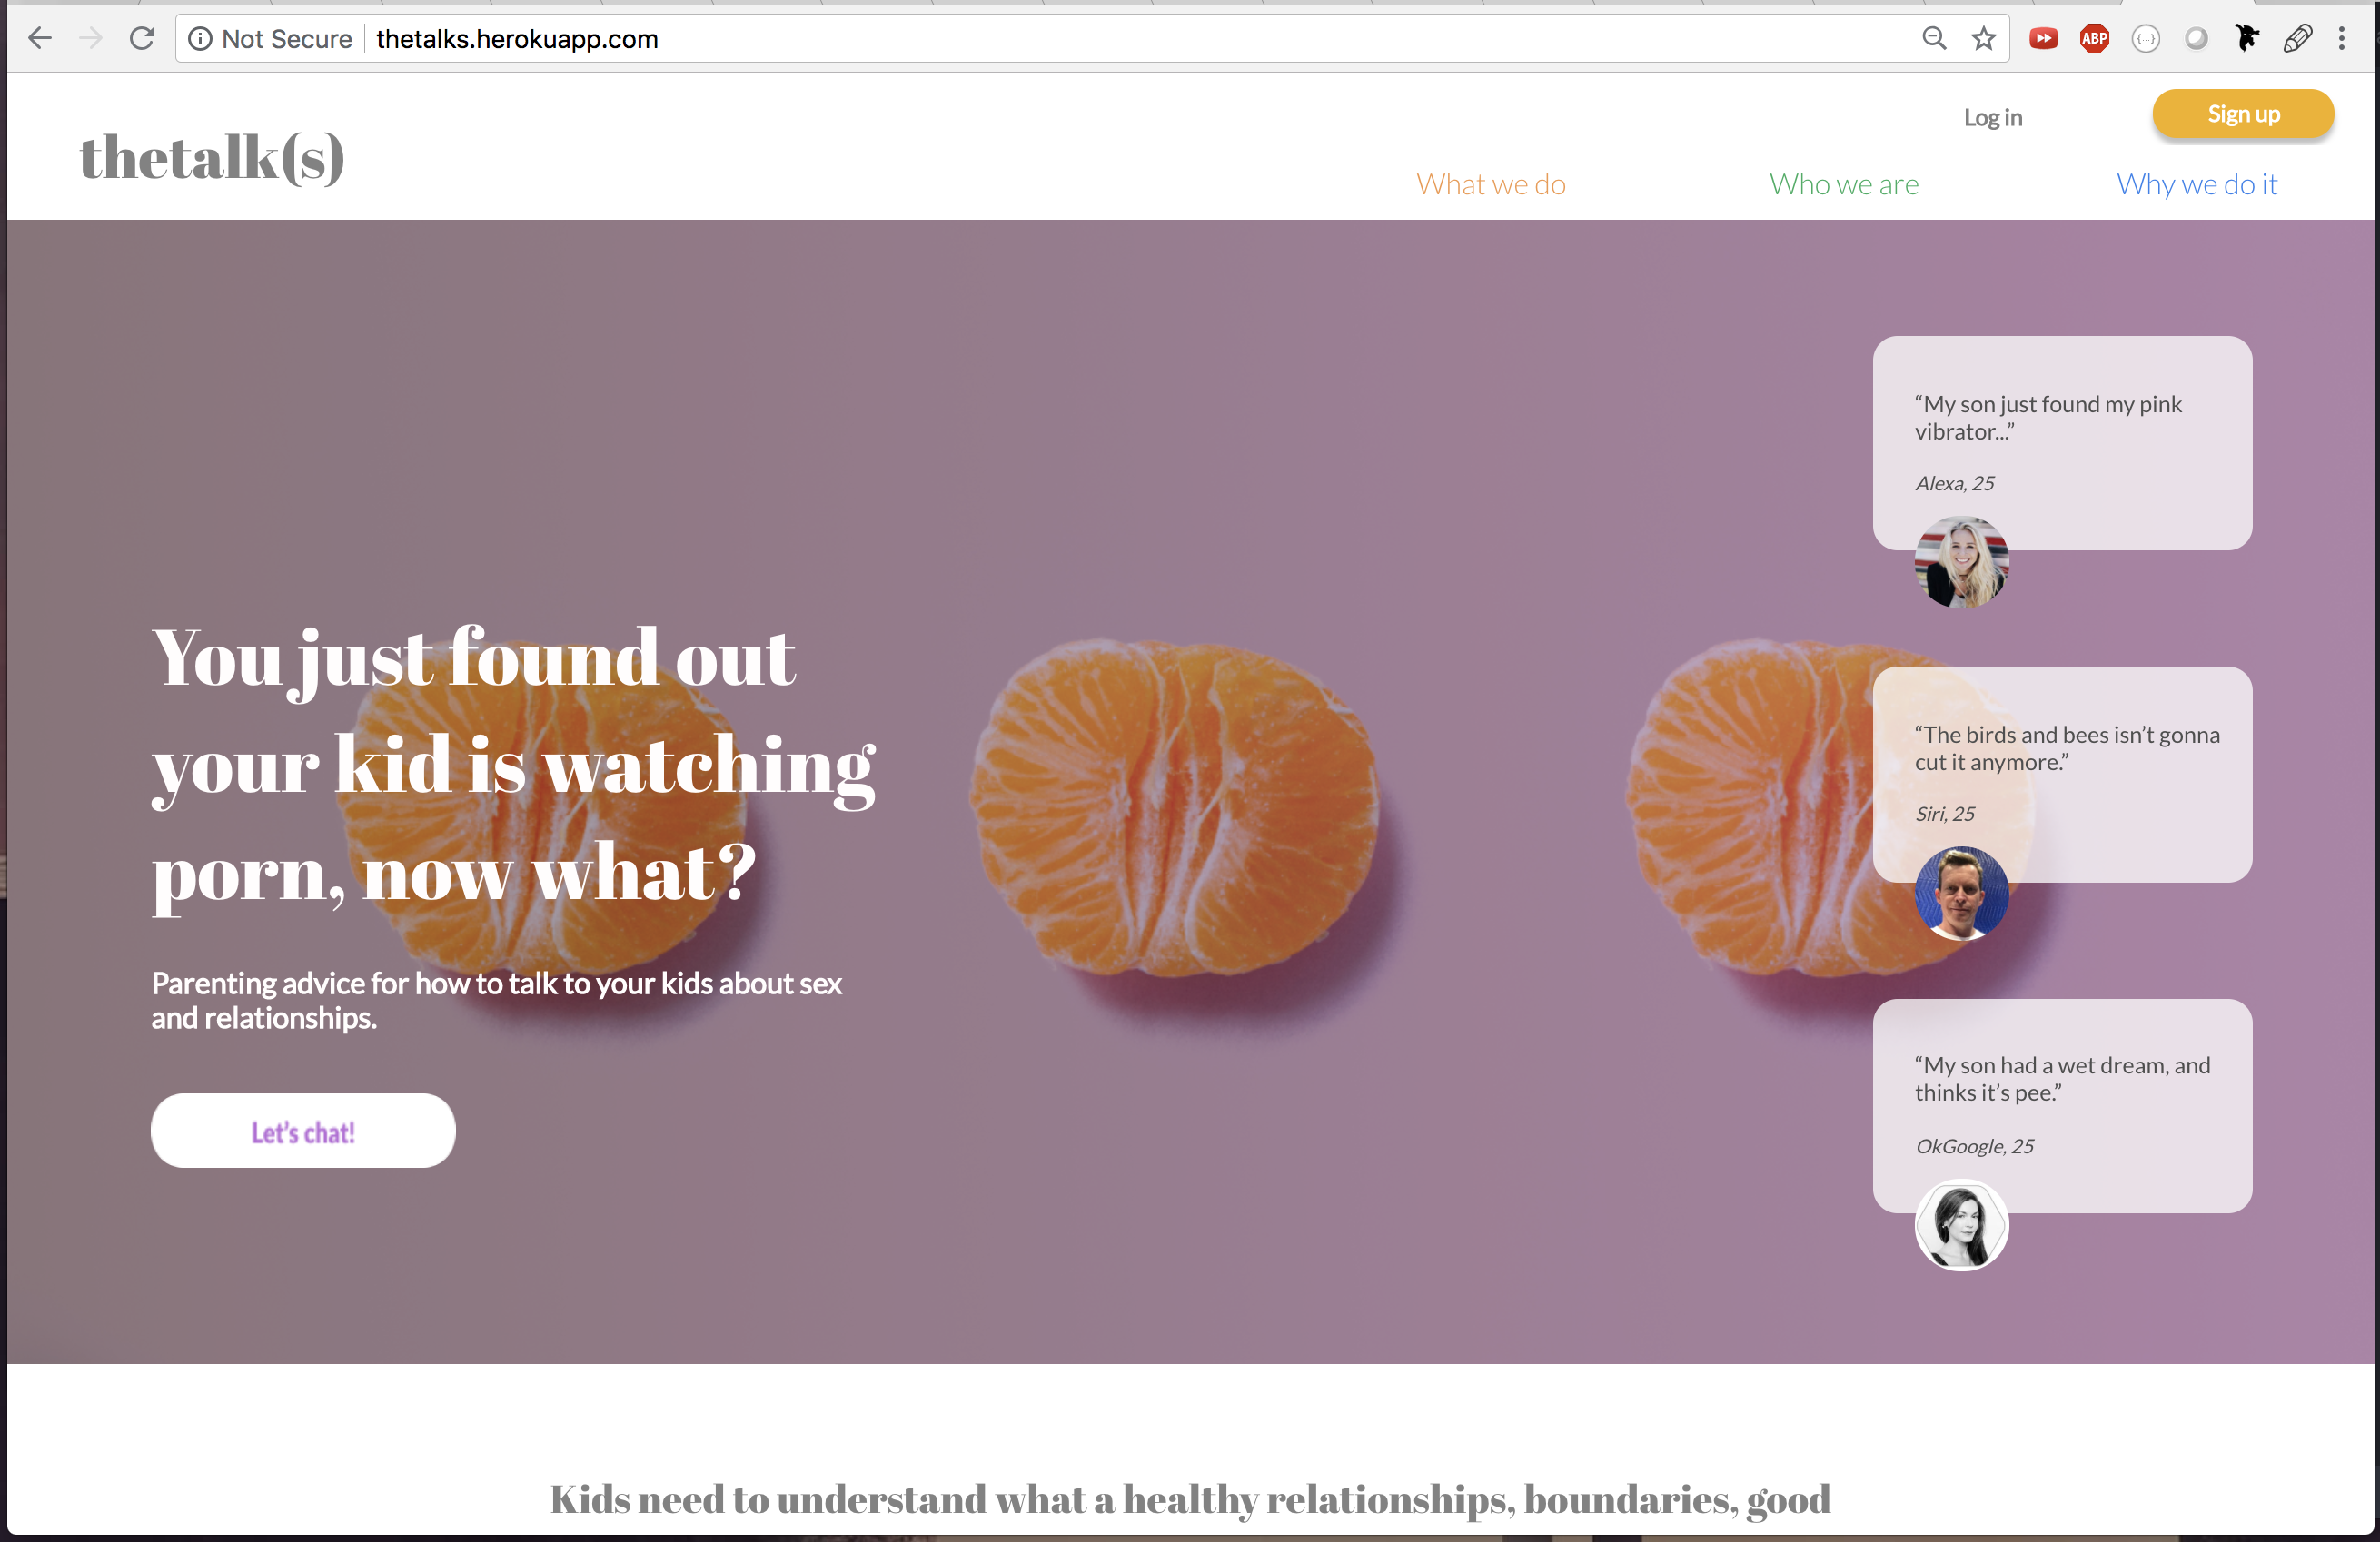 Not Secure thetalks.herokuapp.com
ABP
{...}
Log in
Sign up
thetalk(s)
What we do
Who we are
Why we do it
“My son just found my pink
vibrator...”
Alexa, 25
You just found out
your kid is watching
porn, now what?
Parenting advice for how to talk to your kids about sex
and relationships.
Let’s chat!
“The birds and bees isn’t gonna
cut it anymore.”
Siri, 25
“My son had a wet dream, and
thinks it’s pee.”
OkGoogle, 25
Kids need to understand what a healthy relationships, boundaries, good